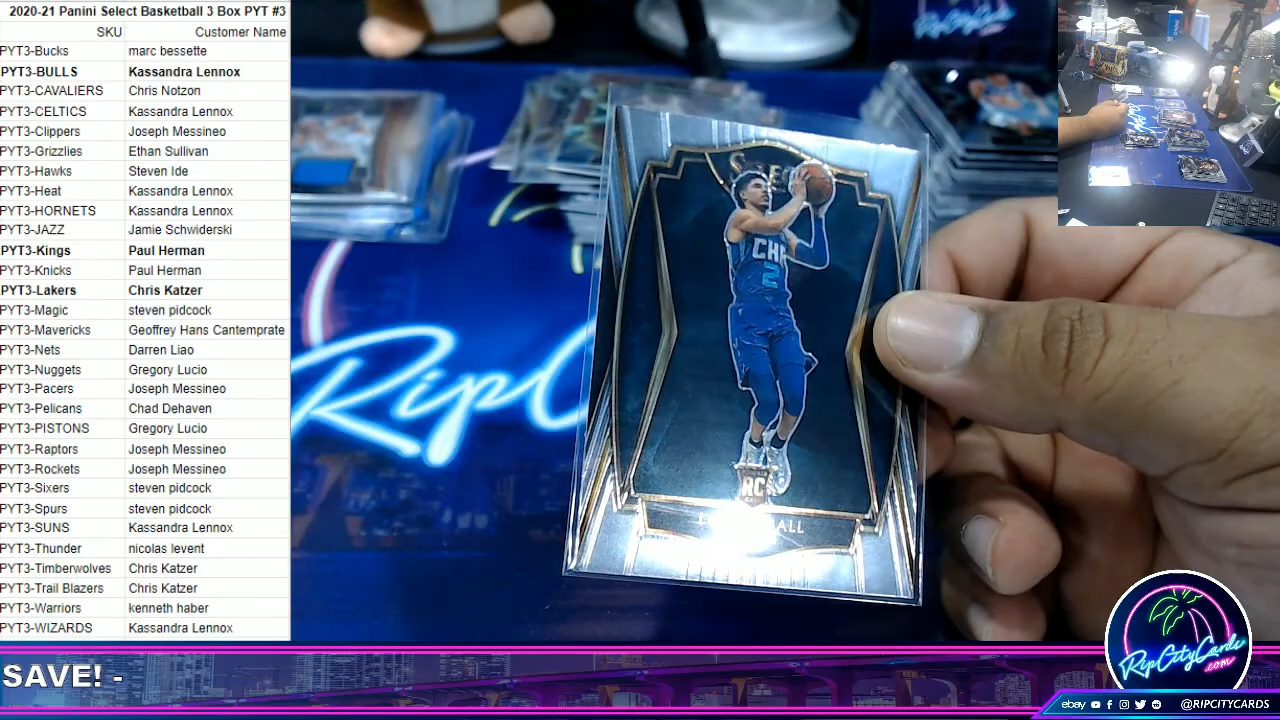 2020-21 Panini Select Basketball 3 Box PYT #3
SKU Customer Name
PYT3-Bucks marc bessette
PYT3-BULLS Kassandra Lennox
PYT3-CAVALIERS Chris Notzon
PYT3-CELTICS Kassandra Lennox
PYT3-Clippers Joseph Messineo
PYT3-Grizzlies Ethan Sullivan
PYT3-Hawks Steven Ide
PYT3-Heat Kassandra Lennox
PYT3-HORNETS Kassandra Lennox
PYT3-JAZZ Jamie Schwiderski
PYT3-Kings Paul Herman
PYT3-Knicks Paul Herman
PYT3-Lakers Chris Katzer
PYT3-Magic steven pidcock
PYT3-Mavericks Geoffrey Hans Cantemprate
PYT3-Nets Darren Liao
PYT3-Nuggets Gregory Lucio
PYT3-Pacers Joseph Messineo
PYT3-Pelicans Chad Dehaven
PYT3-PISTONS Gregory Lucio
PYT3-Raptors Joseph Messineo
PYT3-Rockets Joseph Messineo
PYT3-Sixers steven pidcock
PYT3-Spurs steven pidcock
PYT3-SUNS Kassandra Lennox
PYT3-Thunder nicolas levent
PYT3-Timberwolves Chris Katzer
PYT3-Trail Blazers Chris Katzer
PYT3-Warriors kenneth haber
PYT3-WIZARDS Kassandra Lennox
CHA
2
RC
RipC
SAVE! -
RipCityCards
.com
ebay @RIPCITYCARDS